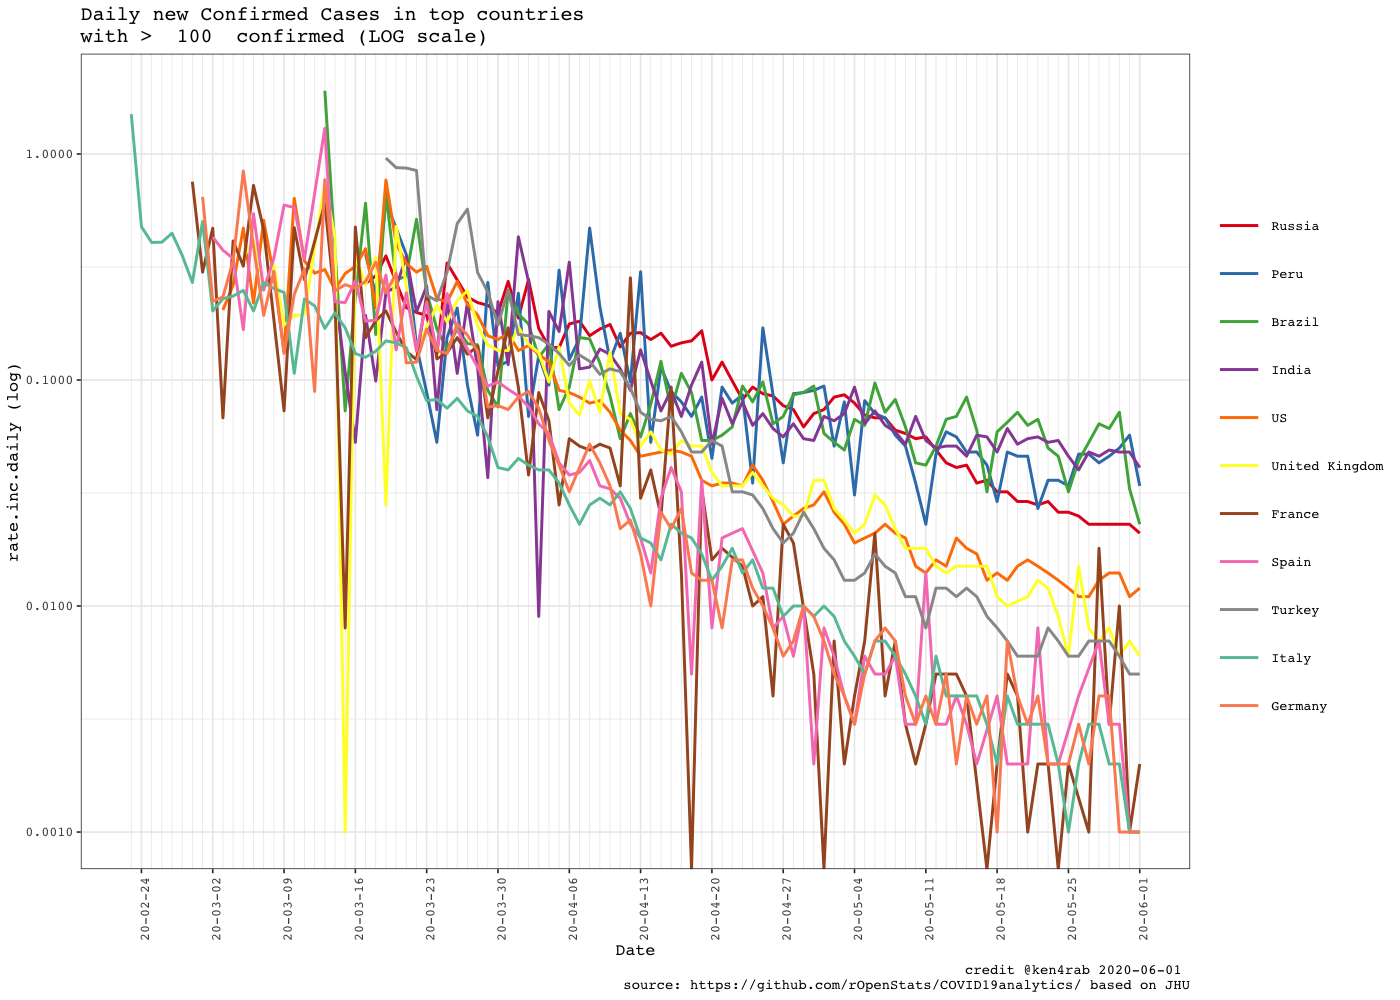 Daily new Confirmed Cases in top countries
with >  100  confirmed (LOG scale)
rate.inc.daily (log)
1.0000
0.1000
0.0100
0.0010
20-02-24
20-03-02
20-03-09
20-03-16
20-03-23
20-03-30
20-04-06
20-04-13
20-04-20
20-04-27
20-05-04
20-05-11
20-05-18
20-05-25
20-06-01
Date
Russia
Peru
Brazil
India
US
United Kingdom
France
Spain
Turkey
Italy
Germany
credit @ken4rab 2020-06-01
source: https://github.com/rOpenStats/COVID19analytics/ based on JHU